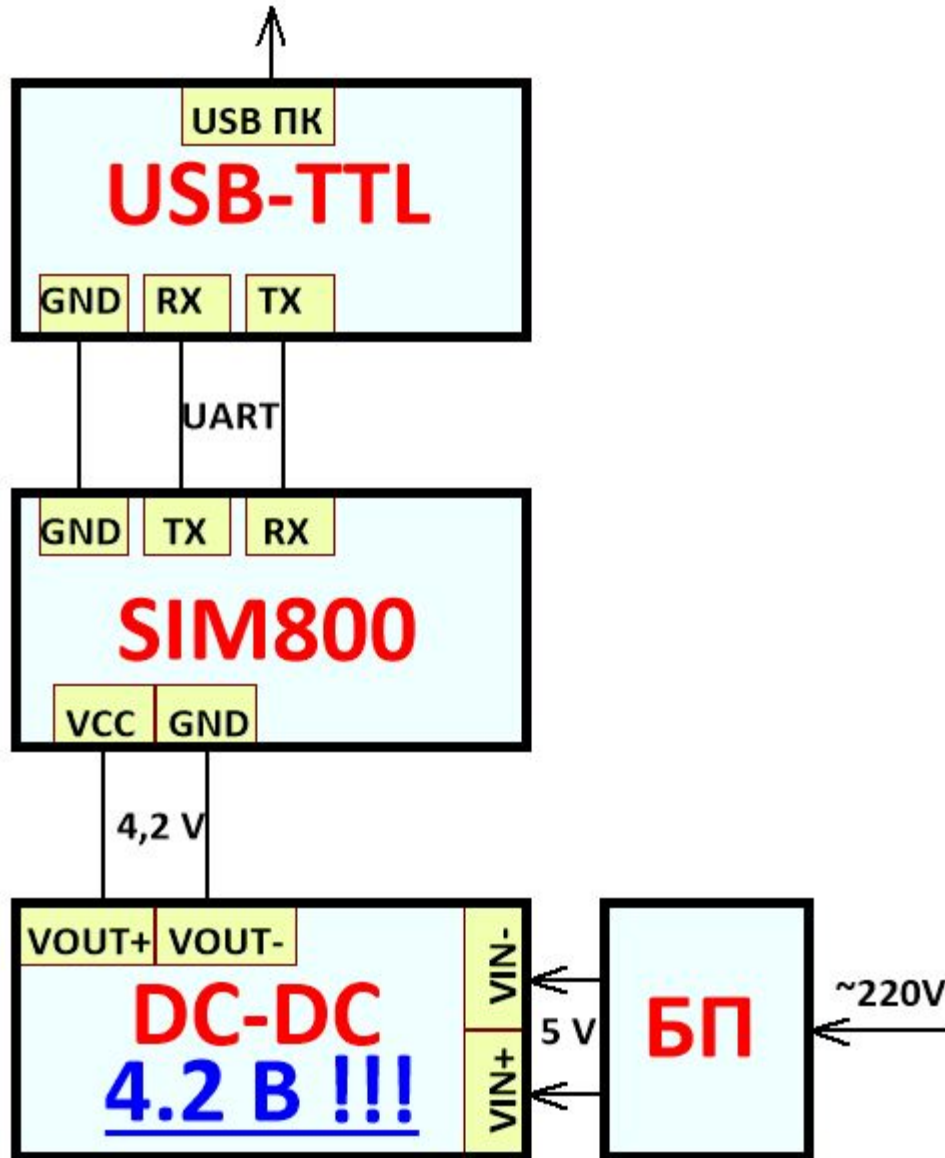 USB ПК
USB-TTL
GND RX TX
UART
GND TX RX
SIM800
VCC GND
4,2 V
VOUT+ VOUT-
DC-DC
4.2 В !!!
VIN-
VIN+
5 V
БП
~220V